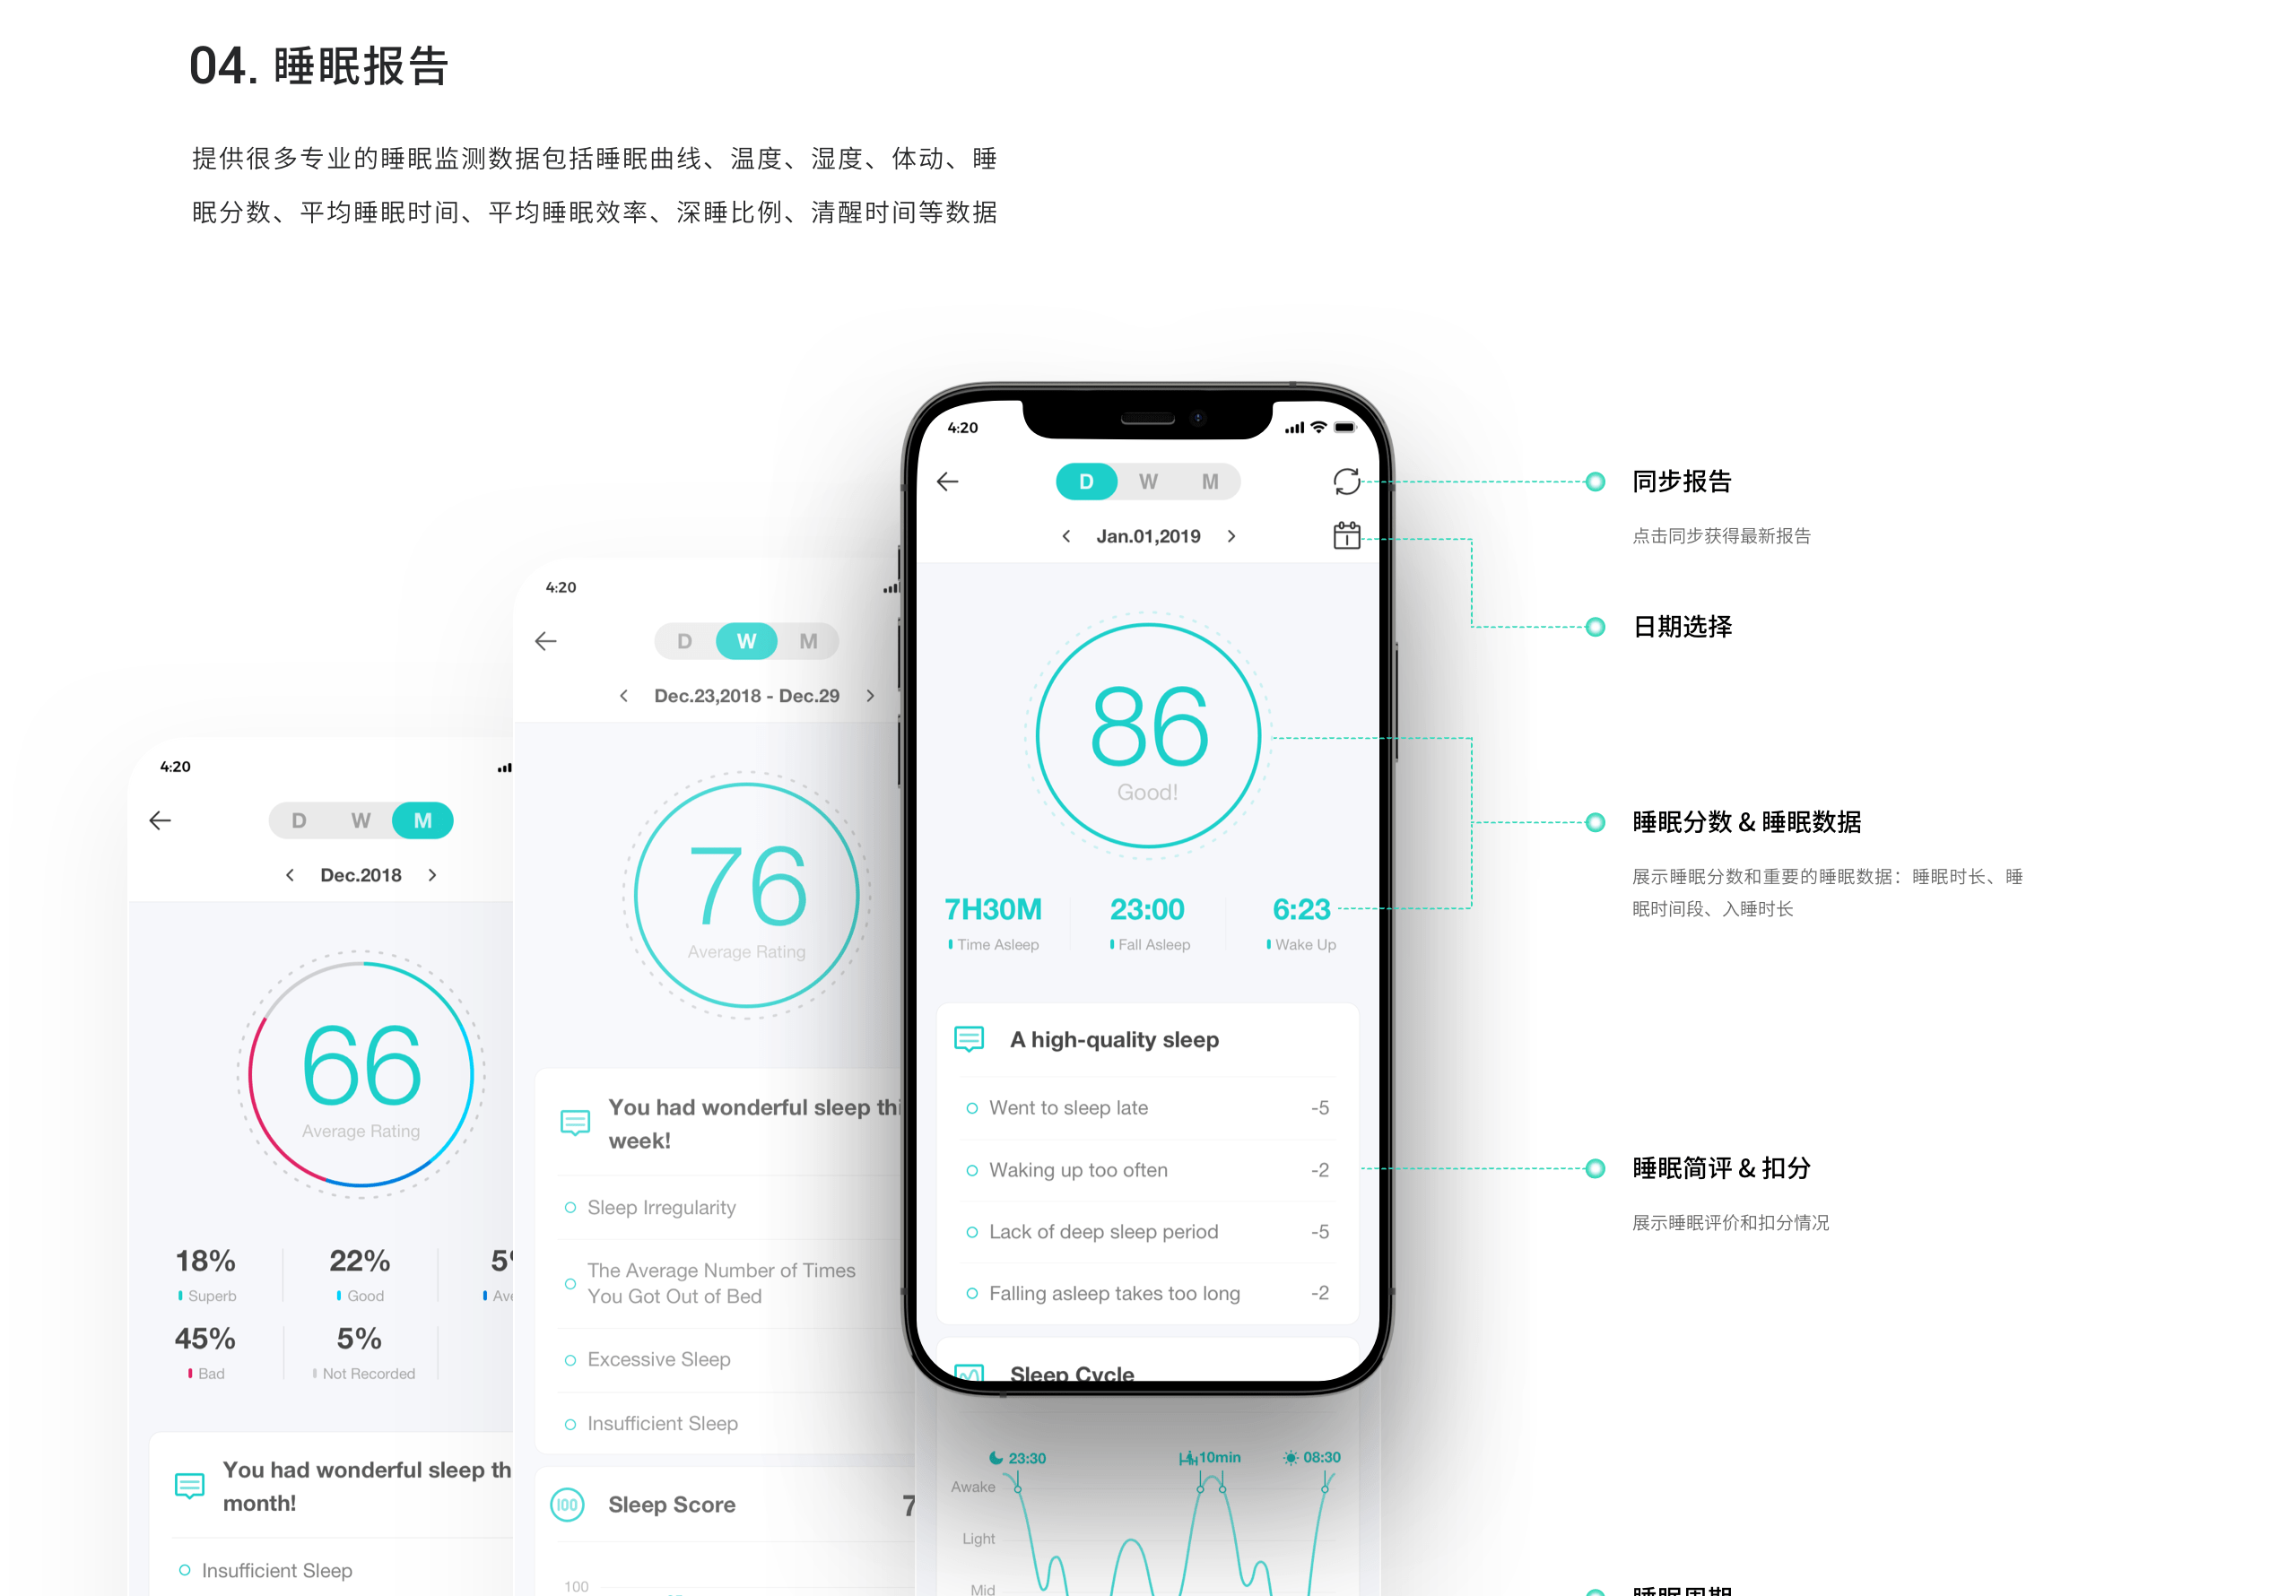 04. 睡眠报告
提供很多专业的睡眠监测数据包括睡眠曲线、温度、湿度、体动、睡
眠分数、平均睡眠时间、平均睡眠效率、深睡比例、清醒时间等数据
4:20
D W M
Dec.2018
66
Average Rating
18% 22%
Superb Good
45% 5%
Bad Not Recorded
You had wonderful sleep
month!
Insufficient Sleep
4:20
D W M
Dec.23,2018 - Dec.29
76
Average Rating
You had wonderful sleep
week!
Sleep Irregularity
The Average Number of Times
You Got Out of Bed
Excessive Sleep
Insufficient Sleep
100 Sleep Score 7
100
4:20
D W M
Jan.01,2019
86
Good!
7H30M 23:00 6:23
Time Asleep Fall Asleep Wake Up
A high-quality sleep
Went to sleep late -5
Waking up too often -2
Lack of deep sleep period -5
Falling asleep takes too long -2
Sleep Cycle
23:30 10min 08:30
Awake
Light
Mid
同步报告
点击同步获得最新报告
日期选择
睡眠分数 & 睡眠数据
展示睡眠分数和重要的睡眠数据：睡眠时长、睡
眠时间段、入睡时长
睡眠简评 & 扣分
展示睡眠评价和扣分情况
睡眠周期